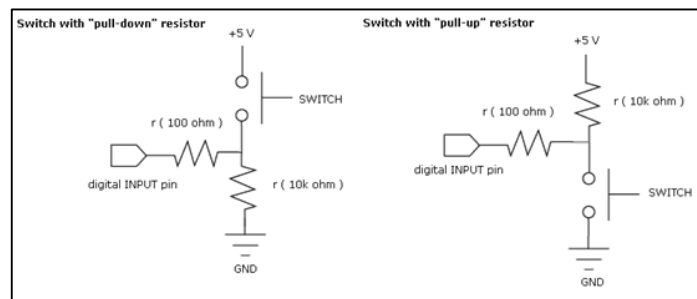 Switch with "pull-down" resistor
+5 V
SWITCH
r ( 100 ohm )
digital INPUT pin
r ( 10k ohm )
GND
Switch with "pull-up" resistor
+5 V
r ( 10k ohm )
r ( 100 ohm )
digital INPUT pin
SWITCH
GND